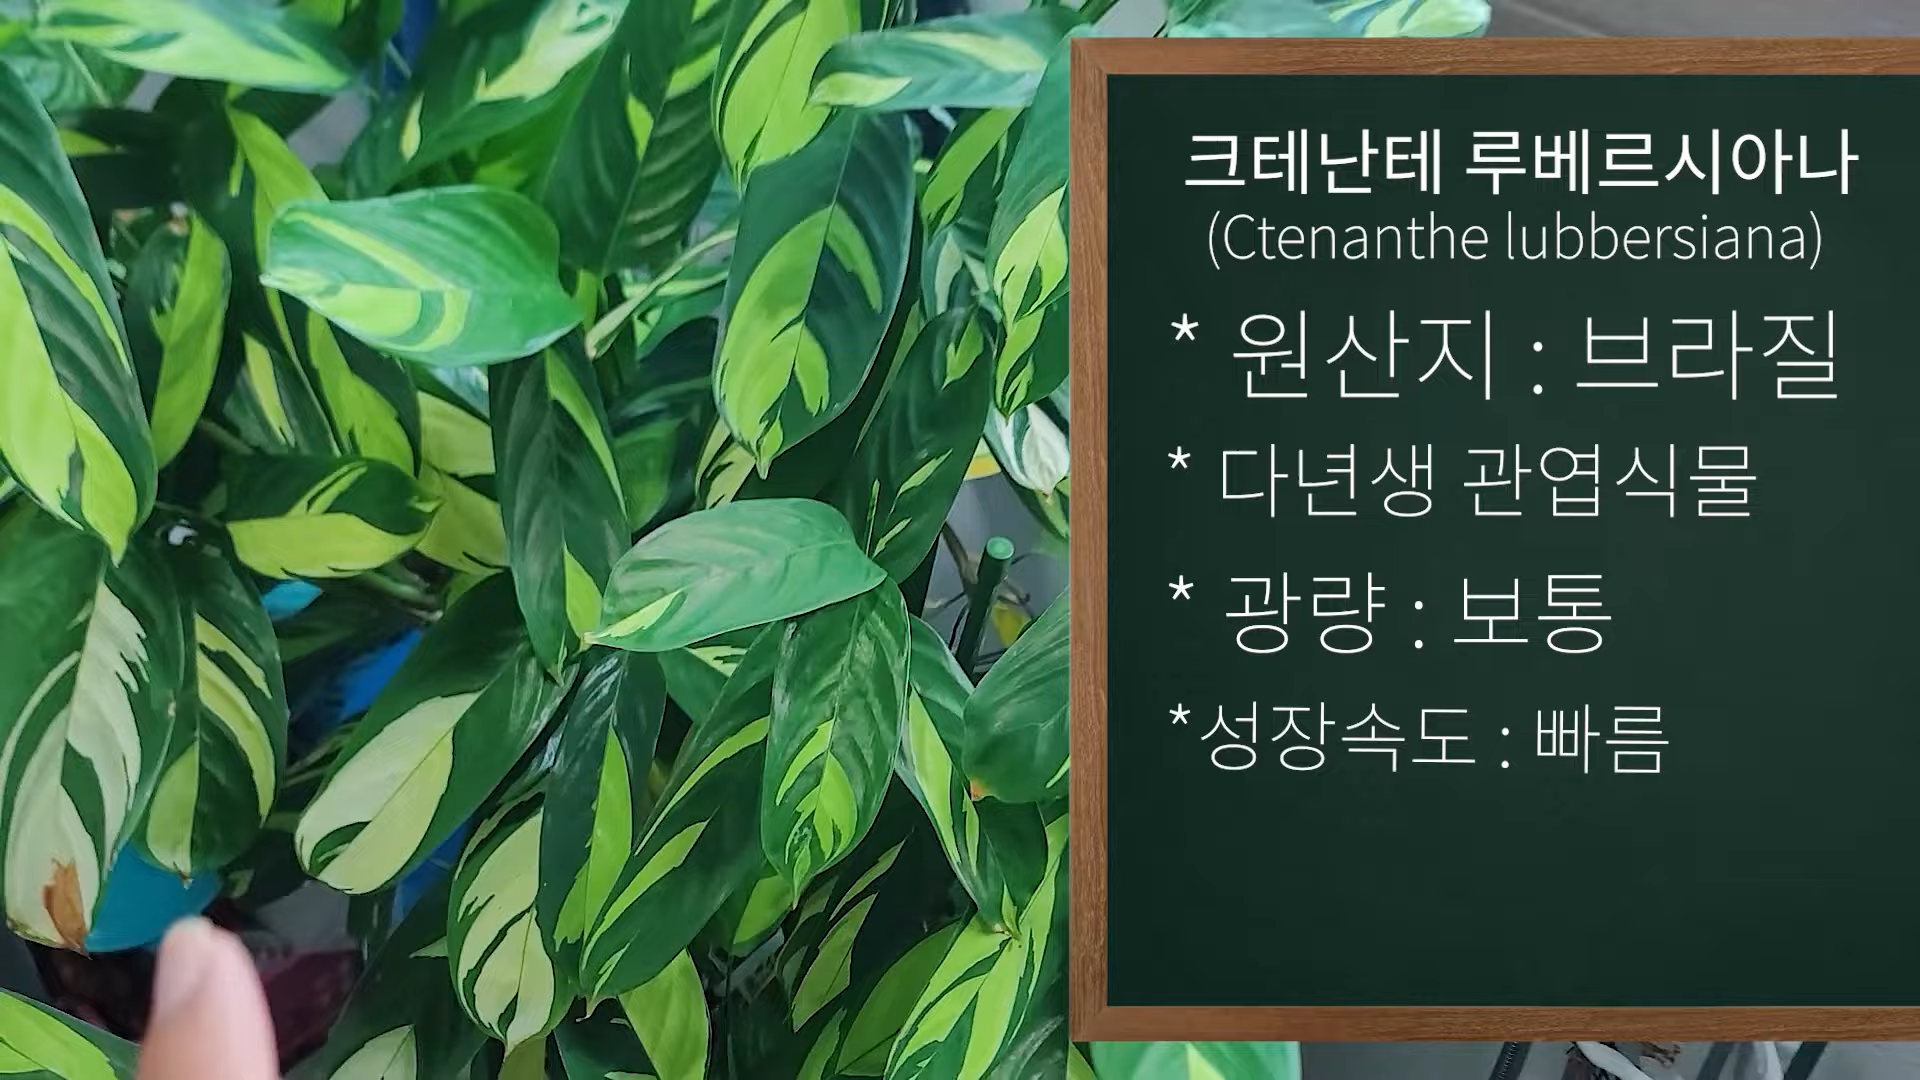 크테난테 루베르시아나
(Ctenanthe lubbersiana)
* 원산지 : 브라질
* 다년생 관엽식물
* 광량 : 보통
*성장속도 : 빠름